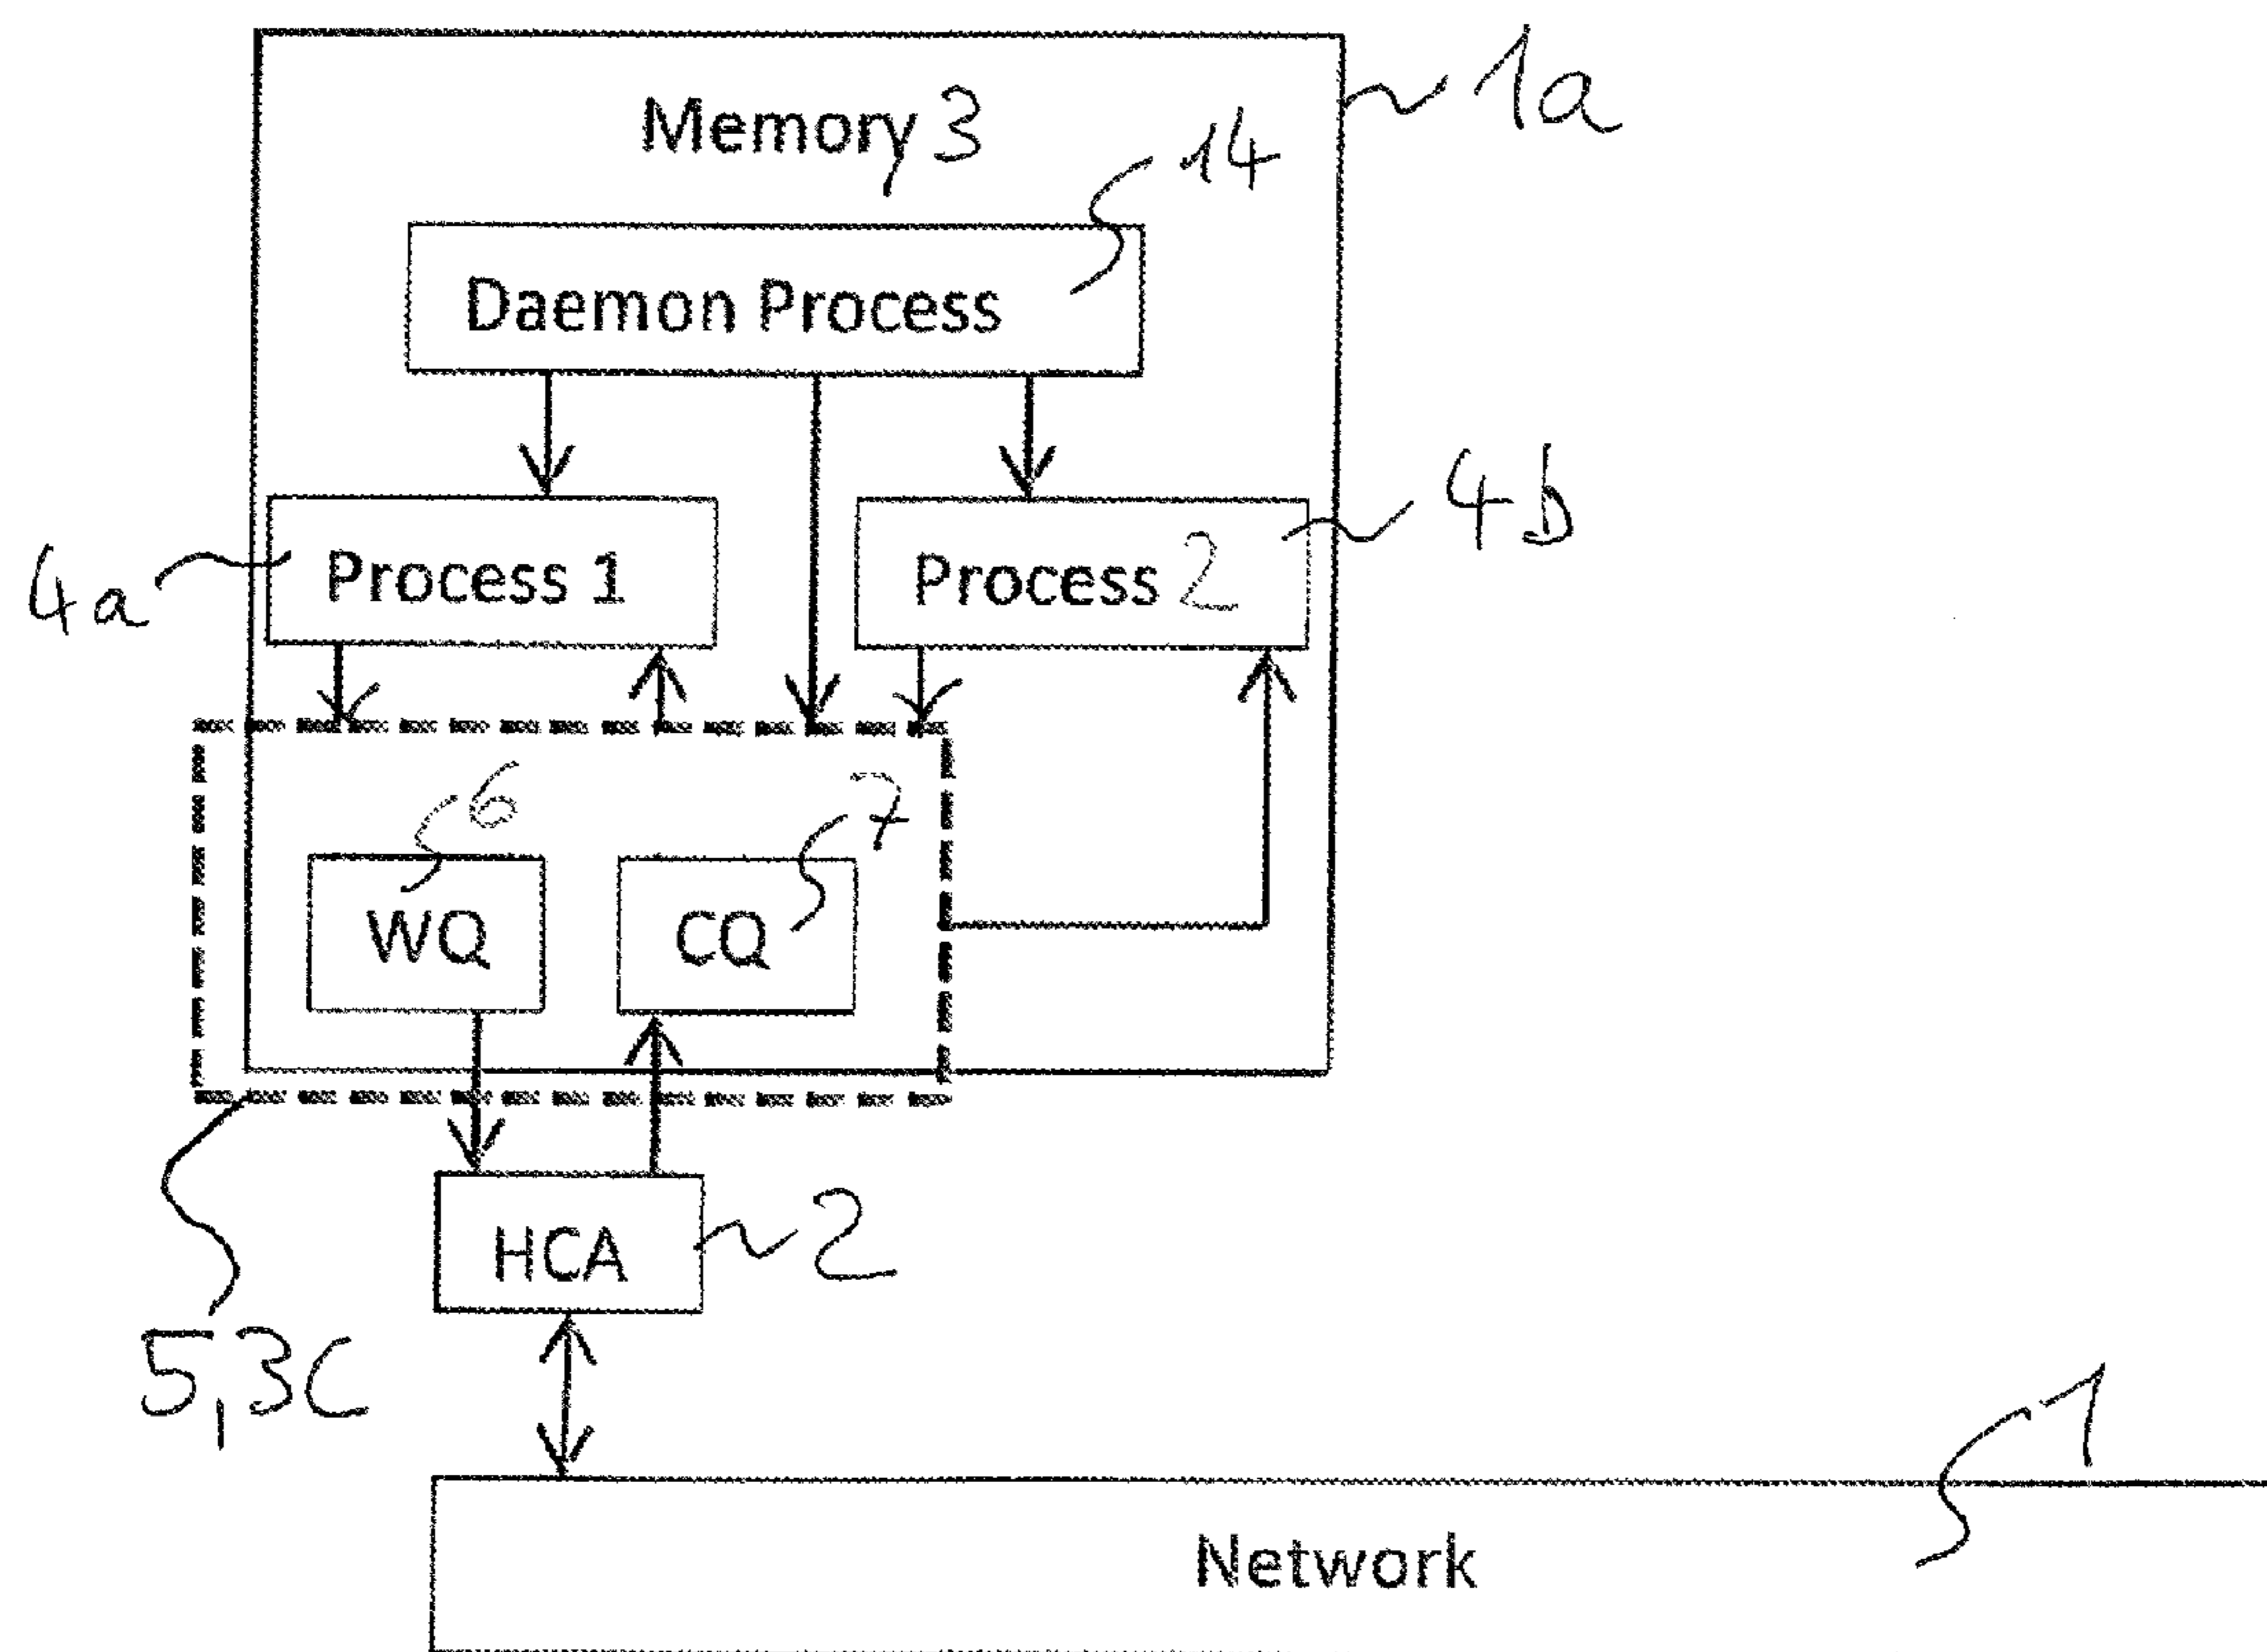 1a
Memory 3
14
Daemon Process
4b
4a
Process 1
Process 2
6
7
WQ
CQ
HCA
2
5,3c
1
Network